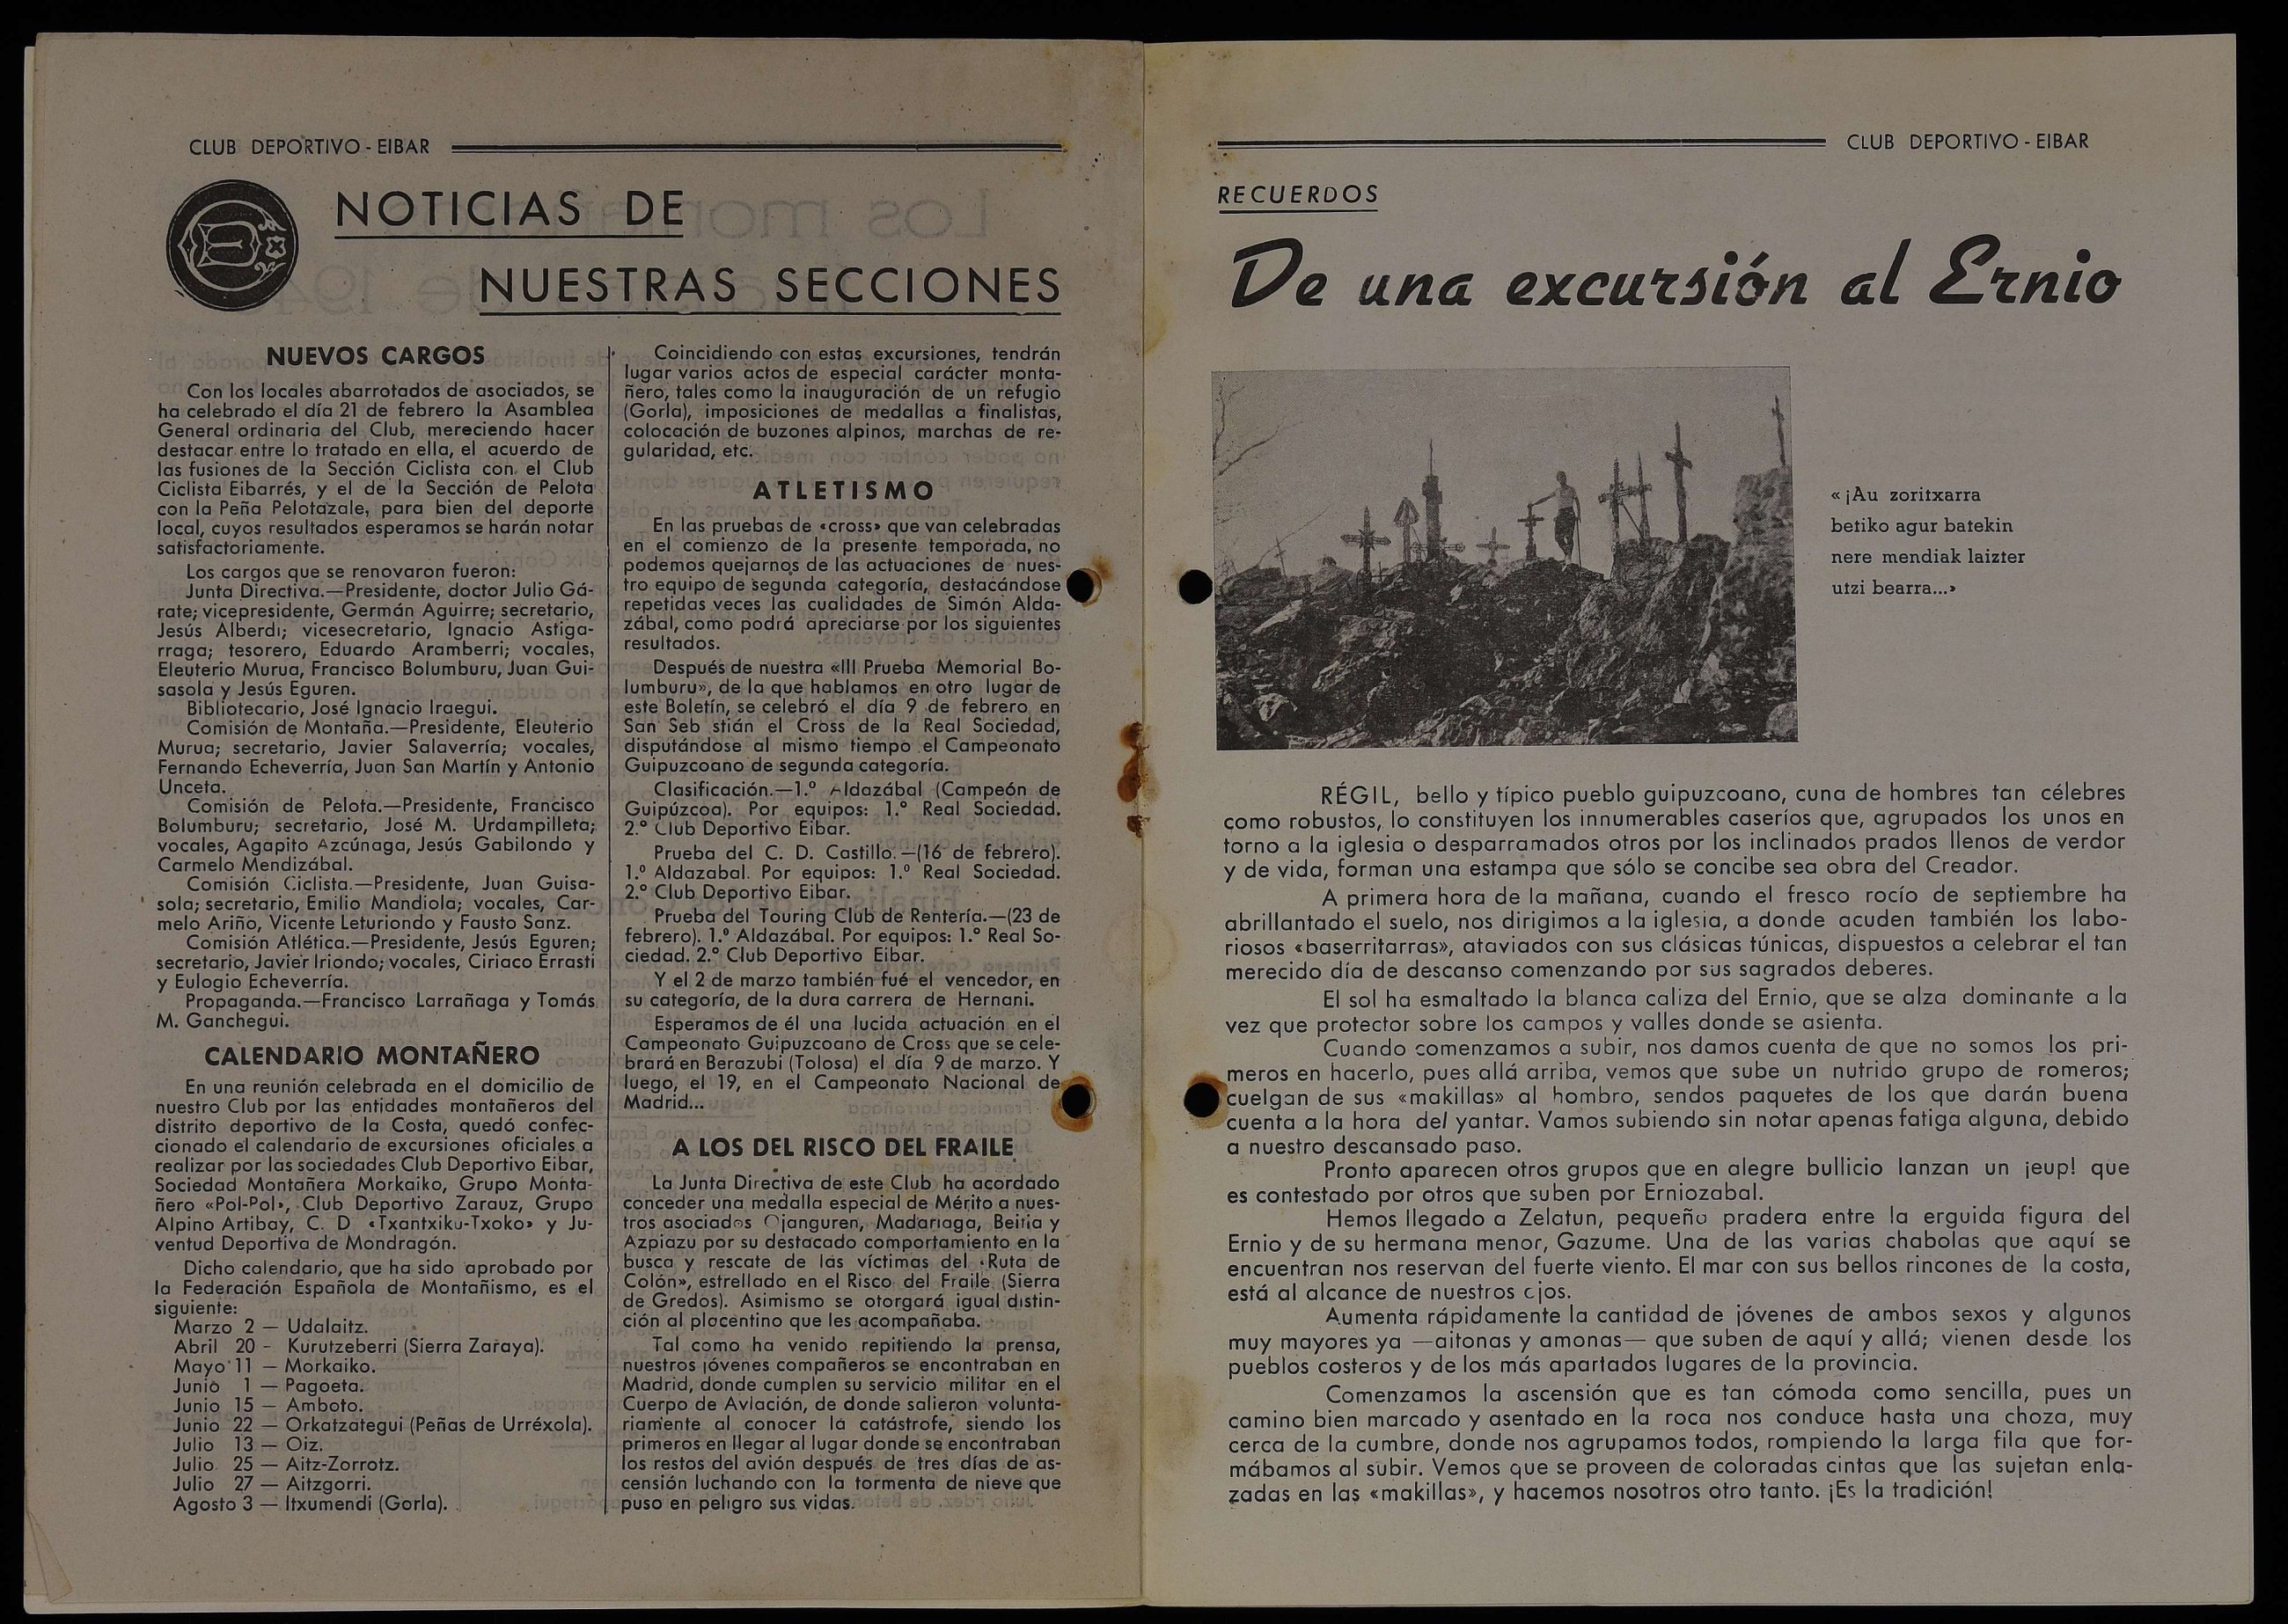 CLUB DEPORTIVO - EIBAR
NOTICIAS DE
NUESTRAS SECCIONES
NUEVOS CARGOS
Con los locales abarrotados de asociados, se
ha celebrado el día 21 de febrero la Asamblea
General ordinaria del Club, mereciendo hacer
destacar entre lo tratado en ella, el acuerdo de
las fusiones de la Sección Ciclista con el Club
Ciclista Eibarrés, y el de la Sección de Pelota
con la Peña Pelotazale, para bien del deporte
local, cuyos resultados esperamos se harán notar
satisfactoriamente.
Los cargos que se renovaron fueron:
Junta Directiva.—Presidente, doctor Julio Gá-
rate; vicepresidente, Germán Aguirre; secretario,
Jesús Alberdi; vicesecretario, Ignacio Astiga-
rraga; tesorero, Eduardo Aramberri; vocales,
Eleuterio Murua, Francisco Bolumburu, Juan Gui-
sasola y Jesús Eguren.
Bibliotecario, José Ignacio Iraegui.
Comisión de Montaña.—Presidente, Eleuterio
Murua; secretario, Javier Salaverría; vocales,
Fernando Echeverría, Juan San Martín y Antonio
Unceta.
Comisión de Pelota.—Presidente, Francisco
Bolumburu; secretario, José M. Urdampilleta;
vocales, Agapito Azcúnaga, Jesús Gabilondo y
Carmelo Mendizábal.
Comisión Ciclista.—Presidente, Juan Guisa-
sola; secretario, Emilio Mandiola; vocales, Car-
melo Ariño, Vicente Leturiondo y Fausto Sanz.
Comisión Atlética.—Presidente, Jesús Eguren;
secretario, Javier Iriondo; vocales, Ciriaco Errasti
y Eulogio Echeverría.
Propaganda.—Francisco Larrañaga y Tomás
M. Ganchegui.
CALENDARIO MONTAÑERO
En una reunión celebrada en el domicilio de
nuestro Club por las entidades montañeros del
distrito deportivo de la Costa, quedó confec-
cionado el calendario de excursiones oficiales a
realizar por las sociedades Club Deportivo Eibar,
Sociedad Montañera Morkaiko, Grupo Monta-
ñero «Pol-Pol», Club Deportivo Zarauz, Grupo
Alpino Artibay, C. D «Txantxiku-Txoko» y Ju-
ventud Deportiva de Mondragón.
Dicho calendario, que ha sido aprobado por
la Federación Española de Montañismo, es el
siguiente:
Marzo 2 — Udalaitz.
Abril 20 - Kurutzeberri (Sierra Zaraya).
Mayo 11 — Morkaiko.
Junio 1 — Pagoeta.
Junio 15 — Amboto.
Junio 22 — Orkatzategui (Peñas de Urréxola).
Julio 13 — Oiz.
Julio 25 — Aitz-Zorrotz.
Julio 27 — Aitzgorri.
Agosto 3 — Itxumendi (Gorla).
Coincidiendo con estas excursiones, tendrán
lugar varios actos de especial carácter monta-
ñero, tales como la inauguración de un refugio
(Gorla), imposiciones de medallas a finalistas,
colocación de buzones alpinos, marchas de re-
gularidad, etc.
ATLETISMO
En las pruebas de «cross» que van celebradas
en el comienzo de la presente temporada, no
podemos quejarnos de las actuaciones de nues-
tro equipo de segunda categoría, destacándose
repetidas veces las cualidades de Simón Alda-
zábal, como podrá apreciarse por los siguientes
resultados.
Después de nuestra «III Prueba Memorial Bo-
lumburu», de la que hablamos en otro lugar de
este Boletín, se celebró el día 9 de febrero en
San Seb stián el Cross de la Real Sociedad,
disputándose al mismo tiempo el Campeonato
Guipuzcoano de segunda categoría.
Clasificación.—1.º Aldazábal (Campeón de
Guipúzcoa). Por equipos: 1.º Real Sociedad.
2.º Club Deportivo Eibar.
Prueba del C. D. Castillo.—(16 de febrero).
1.º Aldazabal. Por equipos: 1.º Real Sociedad.
2.º Club Deportivo Eibar.
Prueba del Touring Club de Rentería.—(23 de
febrero). 1.º Aldazábal. Por equipos: 1.º Real So-
ciedad. 2.º Club Deportivo Eibar.
Y el 2 de marzo también fué el vencedor, en
su categoría, de la dura carrera de Hernani.
Esperamos de él una lucida actuación en el
Campeonato Guipuzcoano de Cross que se cele-
brará en Berazubi (Tolosa) el día 9 de marzo. Y
luego, el 19, en el Campeonato Nacional de
Madrid...
A LOS DEL RISCO DEL FRAILE
La Junta Directiva de este Club ha acordado
conceder una medalla especial de Mérito a nues-
tros asociados Ojanguren, Madariaga, Beitia y
Azpiazu por su destacado comportamiento en la
busca y rescate de las víctimas del «Ruta de
Colón», estrellado en el Risco del Fraile (Sierra
de Gredos). Asimismo se otorgará igual distin-
ción al placentino que les acompañaba.
Tal como ha venido repitiendo la prensa,
nuestros jóvenes compañeros se encontraban en
Madrid, donde cumplen su servicio militar en el
Cuerpo de Aviación, de donde salieron volunta-
riamente al conocer la catástrofe, siendo los
primeros en llegar al lugar donde se encontraban
los restos del avión después de tres días de as-
censión luchando con la tormenta de nieve que
puso en peligro sus vidas.
CLUB DEPORTIVO - EIBAR
RECUERDOS
De una excursión al Ernio
«¡Au zoritxarra
betiko agur batekin
nere mendiak laizter
utzi bearra...»
RÉGIL, bello y típico pueblo guipuzcoano, cuna de hombres tan célebres
como robustos, lo constituyen los innumerables caseríos que, agrupados los unos en
torno a la iglesia o desparramados otros por los inclinados prados llenos de verdor
y de vida, forman una estampa que sólo se concibe sea obra del Creador.
A primera hora de la mañana, cuando el fresco rocío de septiembre ha
abrillantado el suelo, nos dirigimos a la iglesia, a donde acuden también los labo-
riosos «baserritarras», ataviados con sus clásicas túnicas, dispuestos a celebrar el tan
merecido día de descanso comenzando por sus sagrados deberes.
El sol ha esmaltado la blanca caliza del Ernio, que se alza dominante a la
vez que protector sobre los campos y valles donde se asienta.
Cuando comenzamos a subir, nos damos cuenta de que no somos los pri-
meros en hacerlo, pues allá arriba, vemos que sube un nutrido grupo de romeros;
cuelgan de sus «makillas» al hombro, sendos paquetes de los que darán buena
cuenta a la hora del yantar. Vamos subiendo sin notar apenas fatiga alguna, debido
a nuestro descansado paso.
Pronto aparecen otros grupos que en alegre bullicio lanzan un ¡eup! que
es contestado por otros que suben por Erniozabal.
Hemos llegado a Zelatun, pequeño pradera entre la erguida figura del
Ernio y de su hermana menor, Gazume. Una de las varias chabolas que aquí se
encuentran nos reservan del fuerte viento. El mar con sus bellos rincones de la costa,
está al alcance de nuestros ojos.
Aumenta rápidamente la cantidad de jóvenes de ambos sexos y algunos
muy mayores ya —aitonas y amonas— que suben de aquí y allá; vienen desde los
pueblos costeros y de los más apartados lugares de la provincia.
Comenzamos la ascensión que es tan cómoda como sencilla, pues un
camino bien marcado y asentado en la roca nos conduce hasta una choza, muy
cerca de la cumbre, donde nos agrupamos todos, rompiendo la larga fila que for-
mábamos al subir. Vemos que se proveen de coloradas cintas que las sujetan enla-
zadas en las «makillas», y hacemos nosotros otro tanto. ¡Es la tradición!